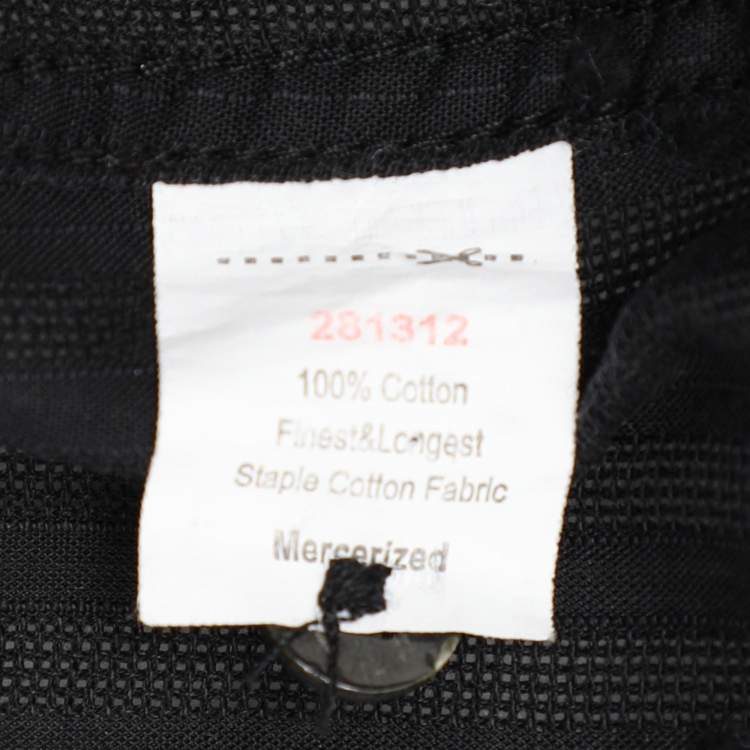 281312
100% Cotton
Finest&Longest
Staple Cotton Fabric
Mercerized